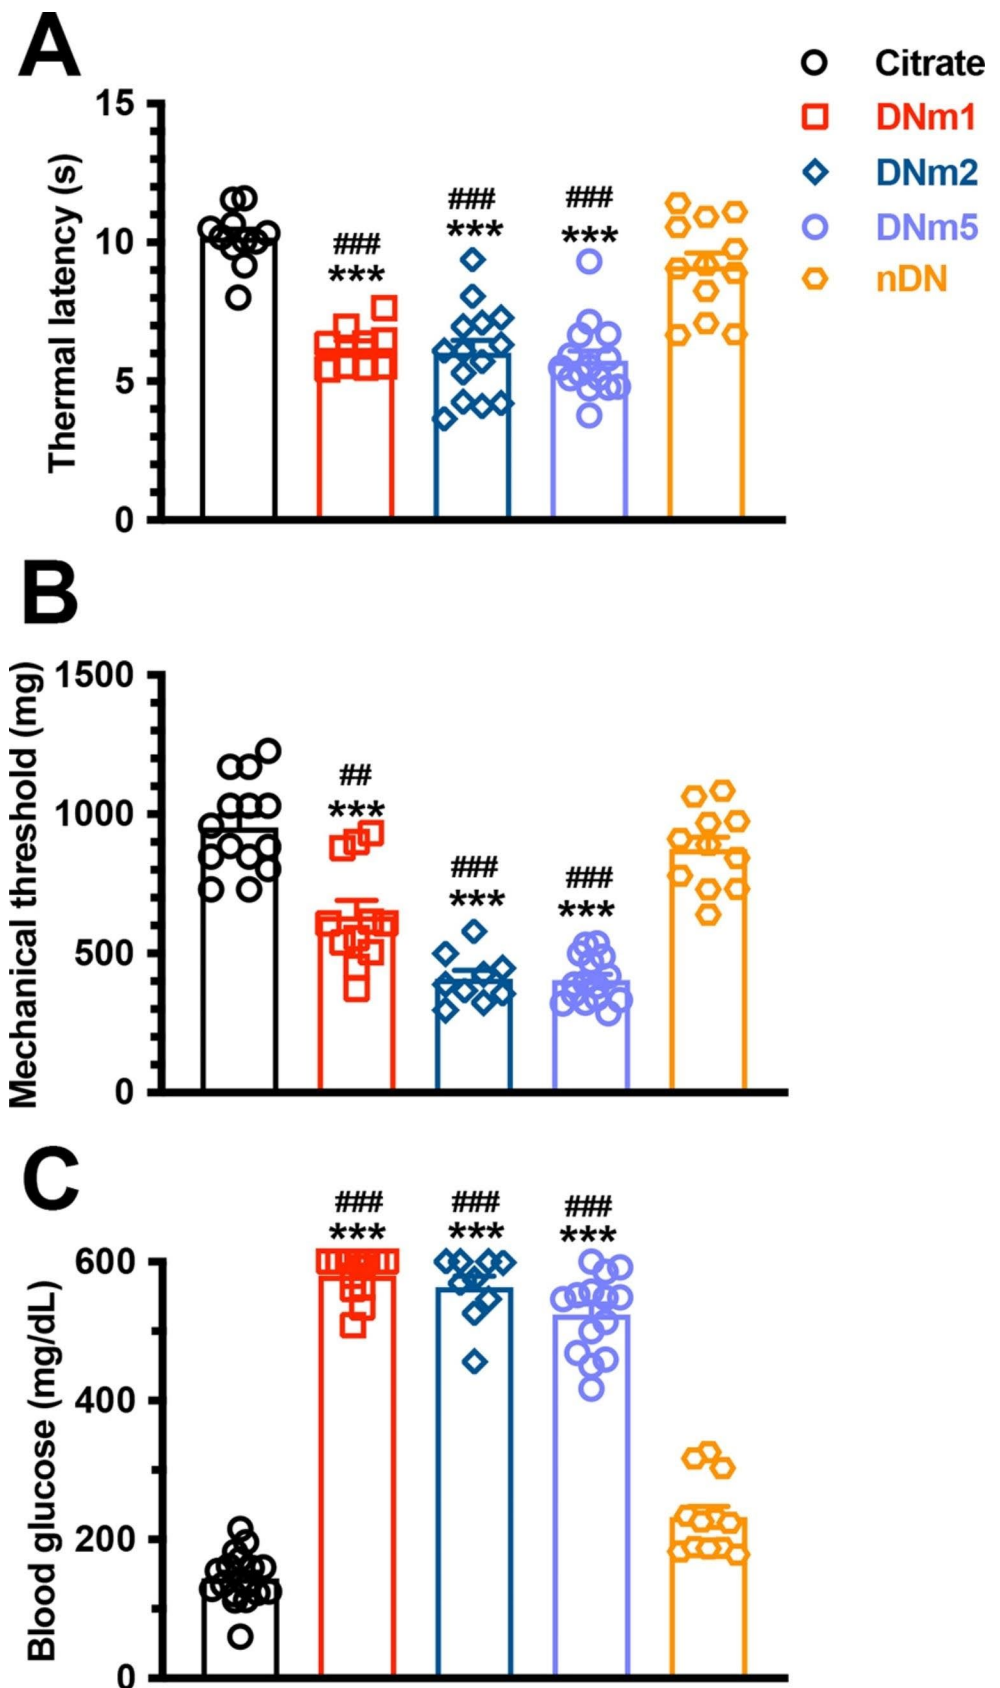 A
Citrate
DNm1
DNm2
DNm5
nDN
Thermal latency (s)
15
10
5
0
###
***
###
***
###
***
B
Mechanical threshold (mg)
1500
1000
500
0
##
***
###
***
###
***
C
Blood glucose (mg/dL)
600
400
200
0
###
***
###
***
###
***